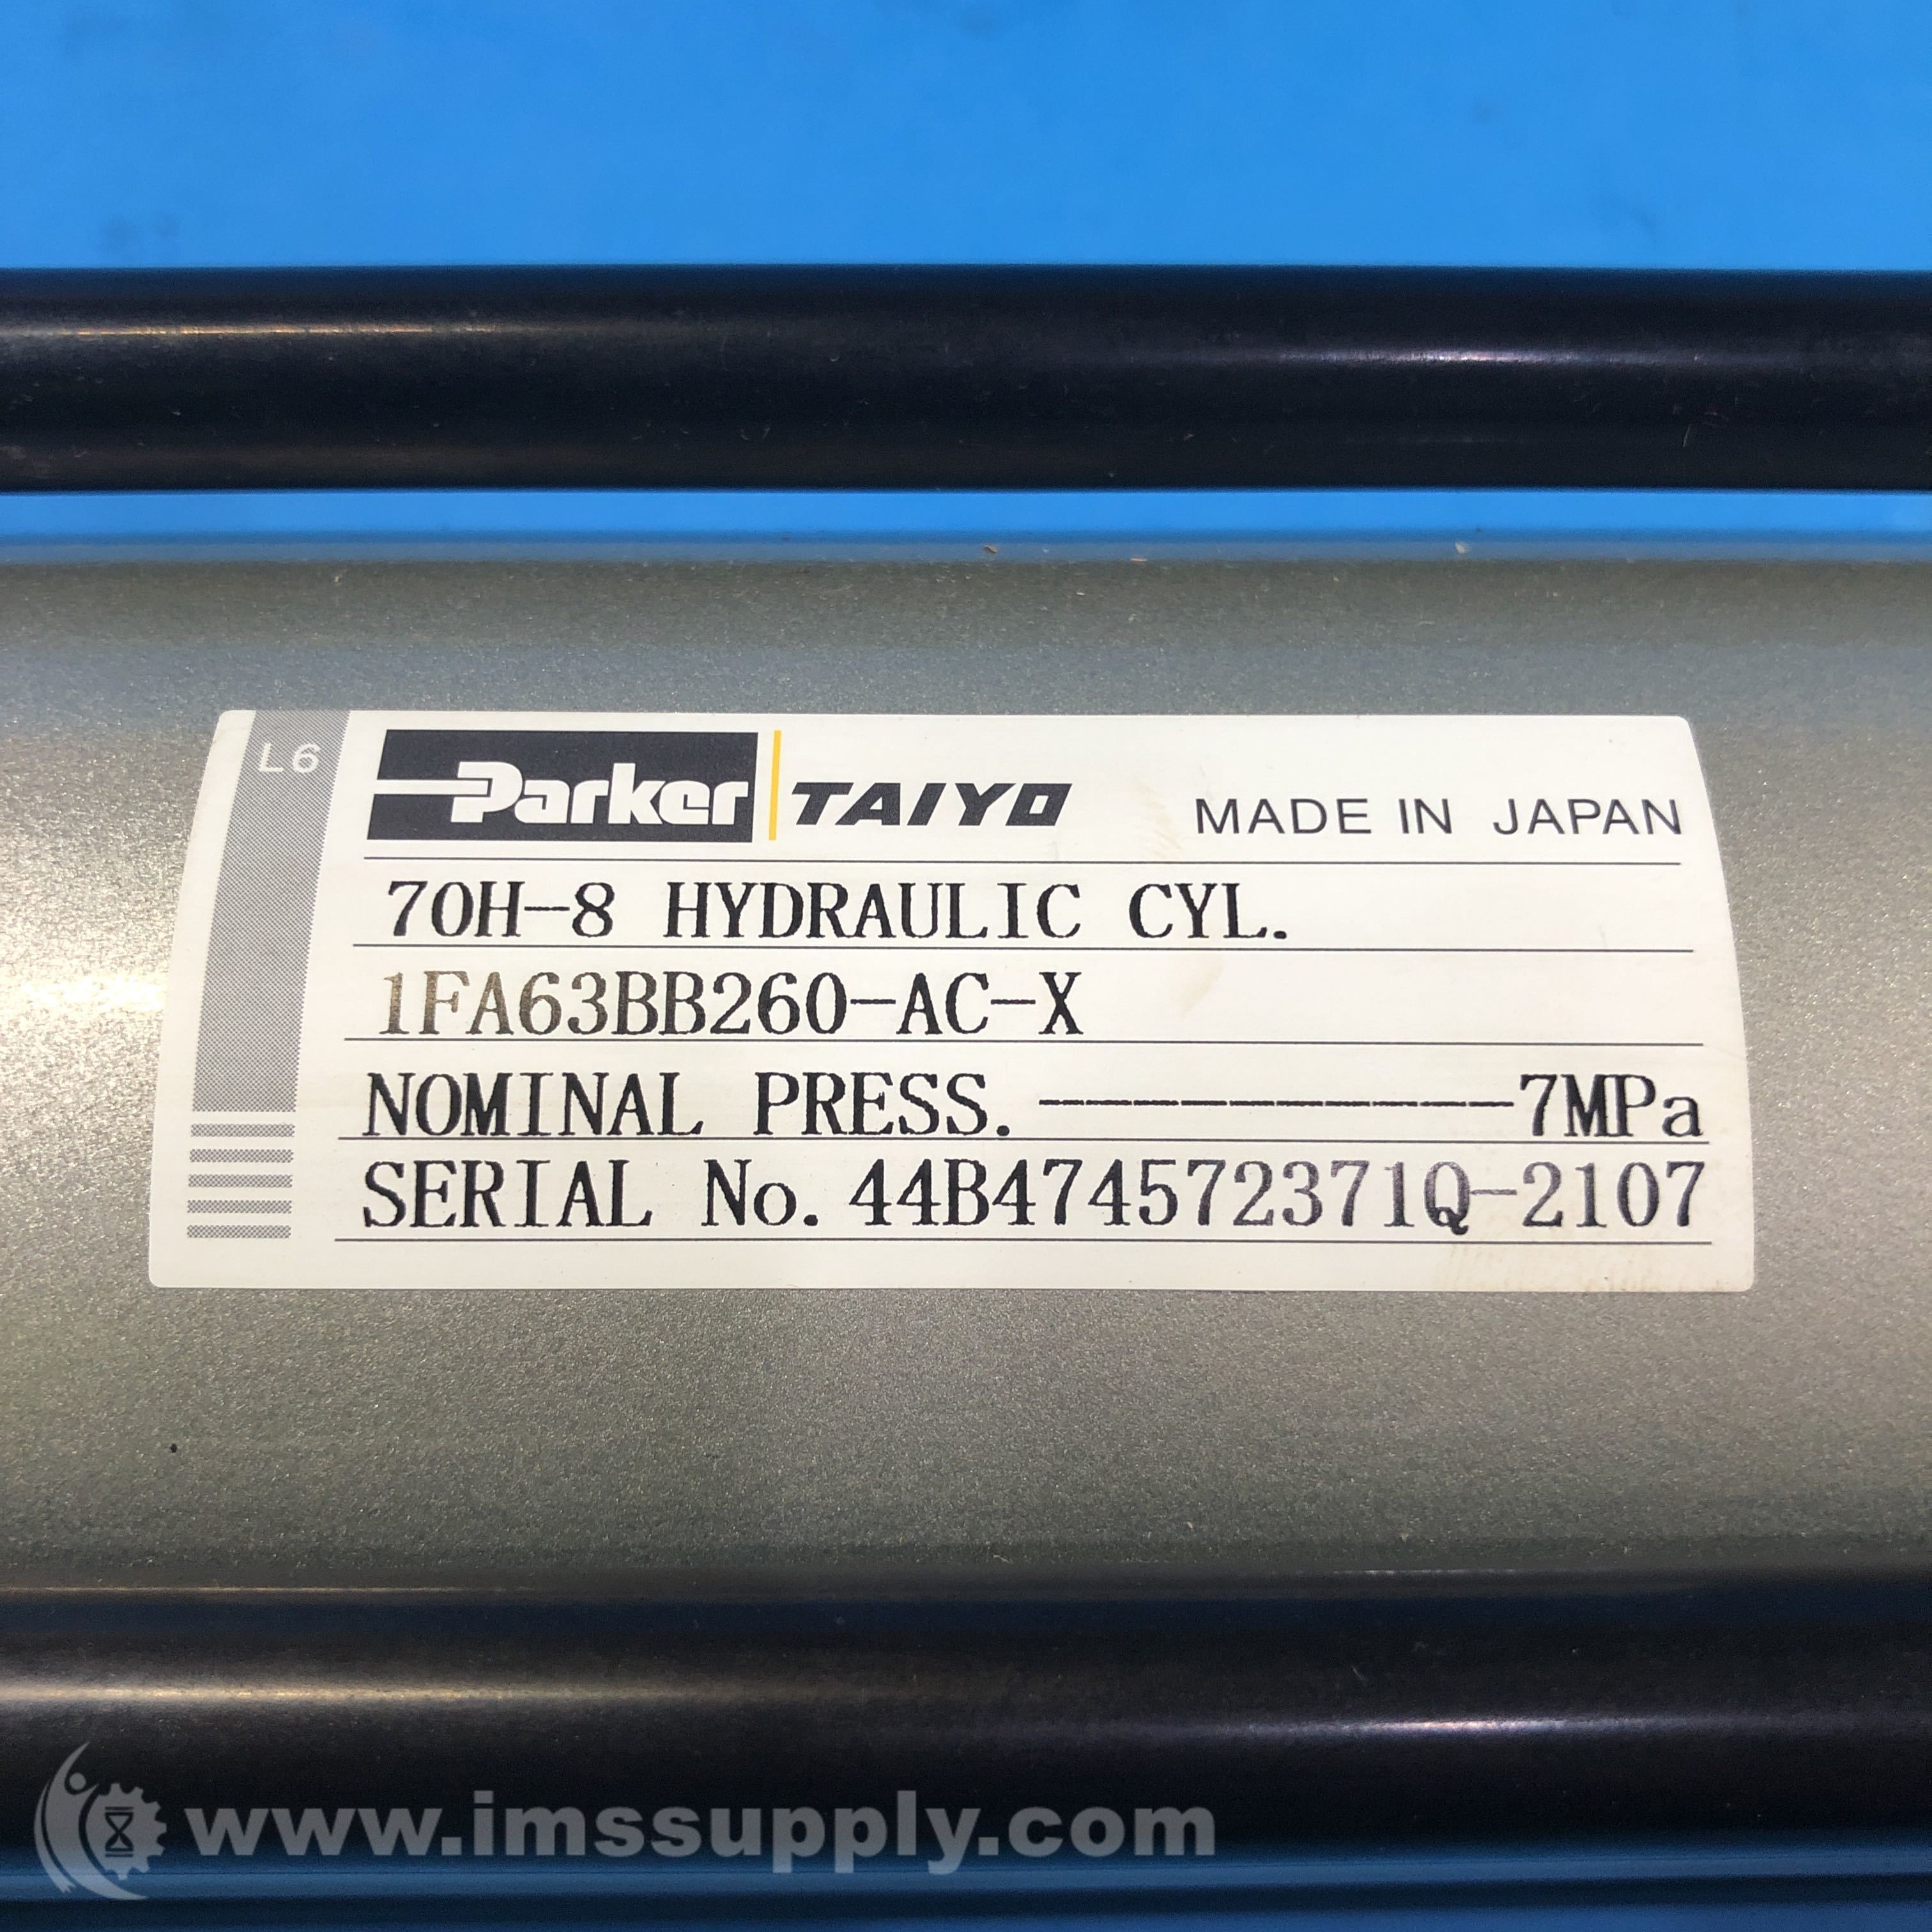 L6
Parker TAIYO MADE IN JAPAN
70H-8 HYDRAULIC CYL.
1FA63BB260-AC-X
NOMINAL PRESS. ----------7MPa
SERIAL No. 44B474572371Q-2107
www.imssupply.com